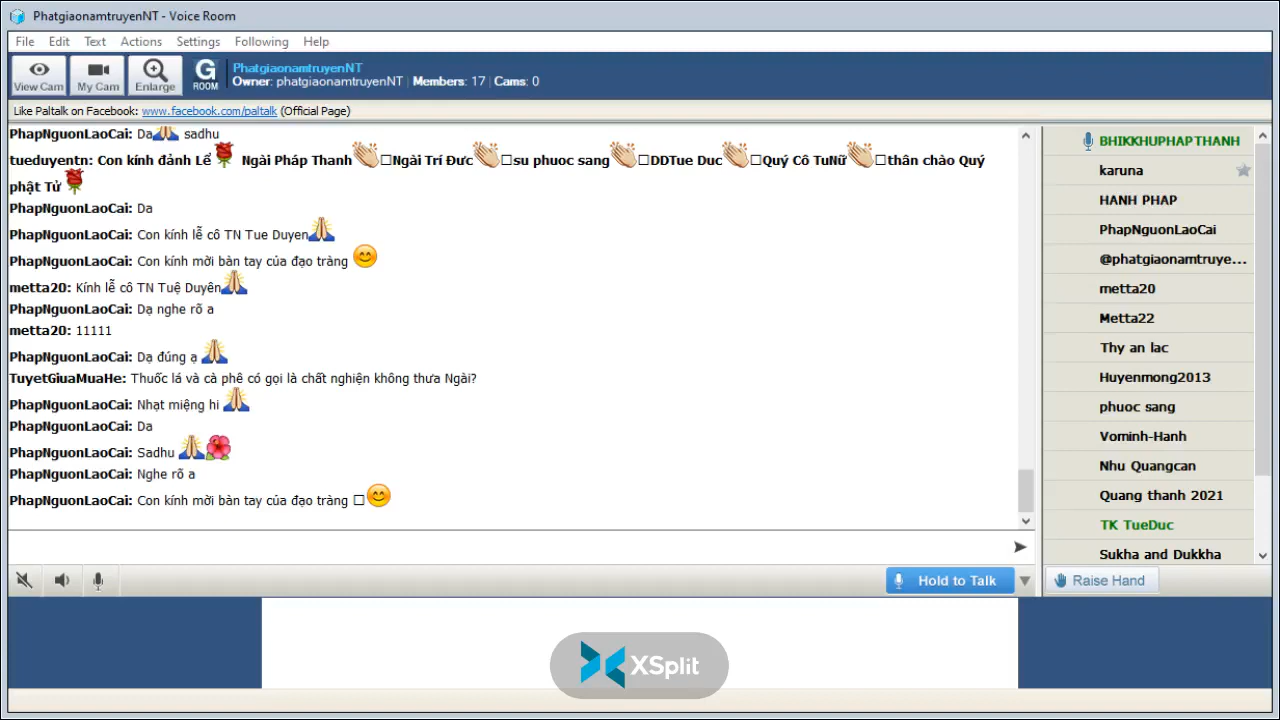 PhatgiaonamtruyenNT - Voice Room
File Edit Text Actions Settings Following Help
View Cam My Cam Enlarge G ROOM PhatgiaonamtruyenNT
Owner: phatgiaonamtruyenNT | Members: 17 | Cams: 0
Like Paltalk on Facebook: www.facebook.com/paltalk (Official Page)
PhapNguonLaoCai: Da🙏 sadhu
tueduyentn: Con kính đảnh Lể🌹 Ngài Pháp Thanh👏□Ngài Trí Đức👏□su phuoc sang👏□DDTue Duc👏□Quý Cô TuNữ👏□thân chào Quý
phật Tử🌹
PhapNguonLaoCai: Da
PhapNguonLaoCai: Con kính lễ cô TN Tue Duyen🙏
PhapNguonLaoCai: Con kính mời bàn tay của đạo tràng 😊
metta20: Kính lễ cô TN Tuệ Duyên🙏
PhapNguonLaoCai: Dạ nghe rõ a
metta20: 11111
PhapNguonLaoCai: Dạ đúng ạ 🙏
TuyetGiuaMuaHe: Thuốc lá và cà phê có gọi là chất nghiện không thưa Ngài?
PhapNguonLaoCai: Nhạt miệng hi 🙏
PhapNguonLaoCai: Da
PhapNguonLaoCai: Sadhu 🙏🌺
PhapNguonLaoCai: Nghe rõ a
PhapNguonLaoCai: Con kính mời bàn tay của đạo tràng □😊
BHIKKHUPHAPTHANH
karuna
HANH PHAP
PhapNguonLaoCai
@phatgiaonamtruye...
metta20
Metta22
Thy an lac
Huyenmong2013
phuoc sang
Vominh-Hanh
Nhu Quangcan
Quang thanh 2021
TK TueDuc
Sukha and Dukkha
Hold to Talk Raise Hand
XSplit